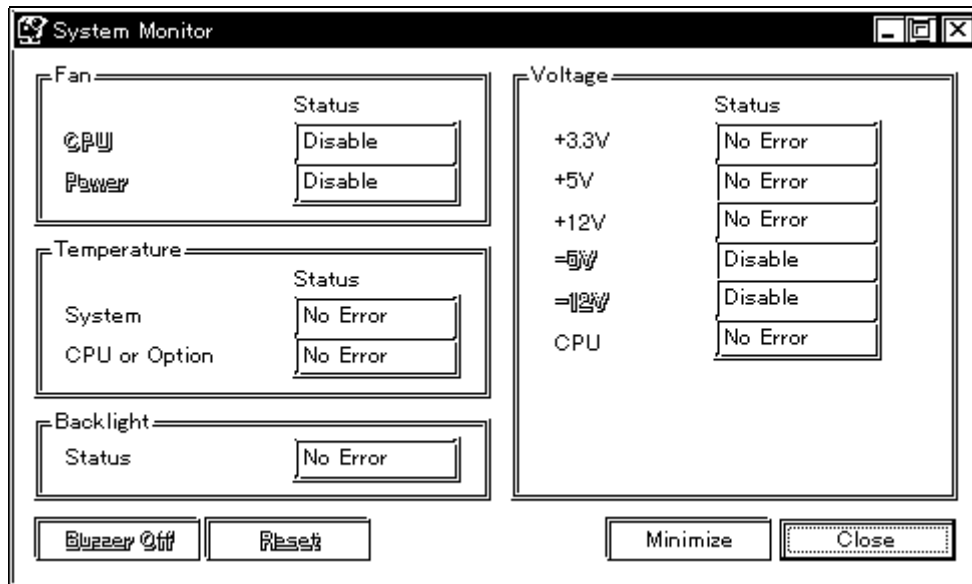 System Monitor
Fan
Status
CPU Disable
Power Disable
Temperature
Status
System No Error
CPU or Option No Error
Backlight
Status No Error
Voltage
Status
+3.3V No Error
+5V No Error
+12V No Error
-5V Disable
-12V Disable
CPU No Error
Buzzer Off Reset Minimize Close